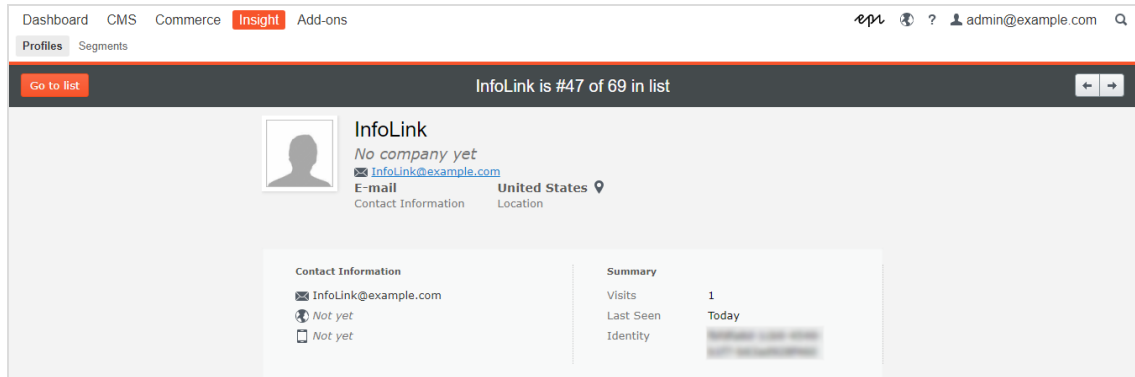 Dashboard CMS Commerce Insight Add-ons epi ? admin@example.com
Profiles Segments
Go to list InfoLink is #47 of 69 in list
InfoLink
No company yet
InfoLink@example.com
E-mail United States
Contact Information Location
Contact Information Summary
InfoLink@example.com Visits 1
Not yet Last Seen Today
Not yet Identity